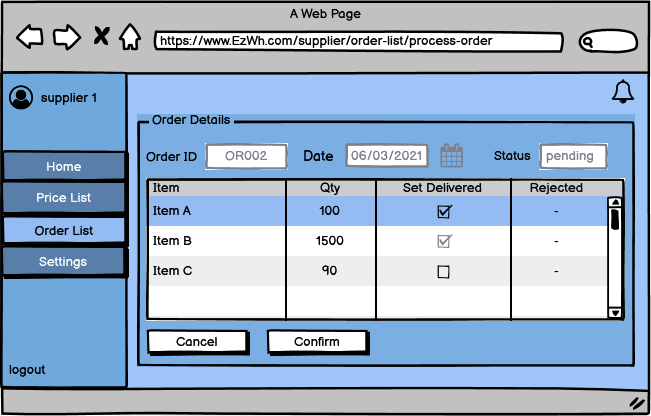 A Web Page
https://www.EzWh.com/supplier/order-list/process-order
supplier 1
Home
Price List
Order List
Settings
logout
Order Details
Order ID OR002 Date 06/03/2021 Status pending
Item Qty Set Delivered Rejected
Item A 100 -
Item B 1500 -
Item C 90 -
Cancel Confirm